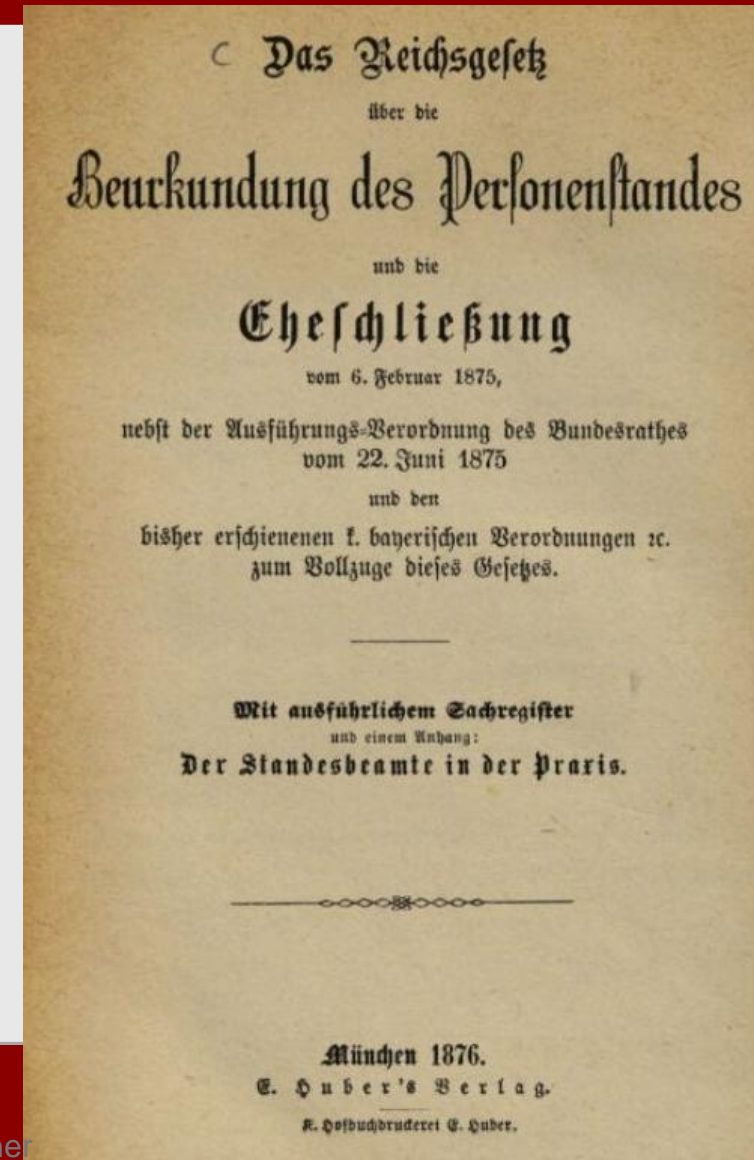 C Das Reichsgesetz
über die
Beurkundung des Personenstandes
und die
Eheschließung
vom 6. Februar 1875,
nebst der Ausführungs-Verordnung des Bundesrathes
vom 22. Juni 1875
und den
bisher erschienenen k. bayerischen Verordnungen ꝛc.
zum Vollzuge dieses Gesetzes.
Mit ausführlichem Sachregister
und einem Anhang:
Der Standesbeamte in der Praxis.
München 1876.
E. Huber's Verlag.
K. Hofbuchdruckerei E. Huber.